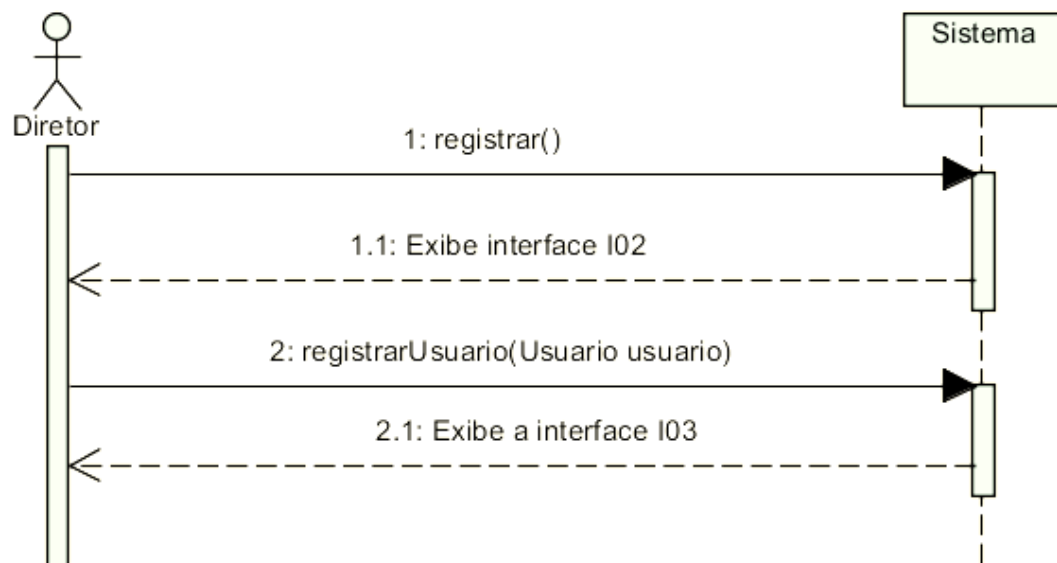 Sistema
Diretor
1: registrar()
1.1: Exibe interface I02
2: registrarUsuario(Usuario usuario)
2.1: Exibe a interface I03